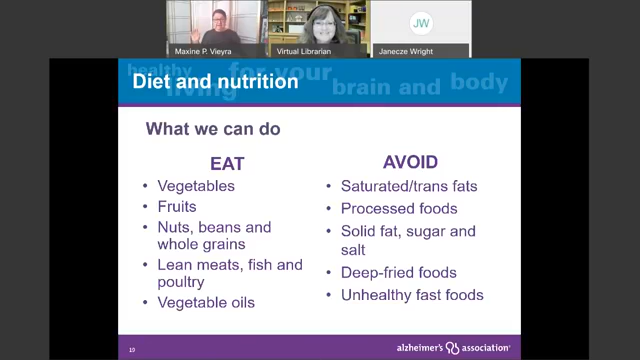 JW
Maxine P. Vieyra
Virtual Librarian
Janecze Wright
healthy
living
for your
brain and
body
Diet and nutrition
What we can do
EAT
• Vegetables
• Fruits
• Nuts, beans and
whole grains
• Lean meats, fish and
poultry
• Vegetable oils
AVOID
• Saturated/trans fats
• Processed foods
• Solid fat, sugar and
salt
• Deep-fried foods
• Unhealthy fast foods
10
alzheimer's association®